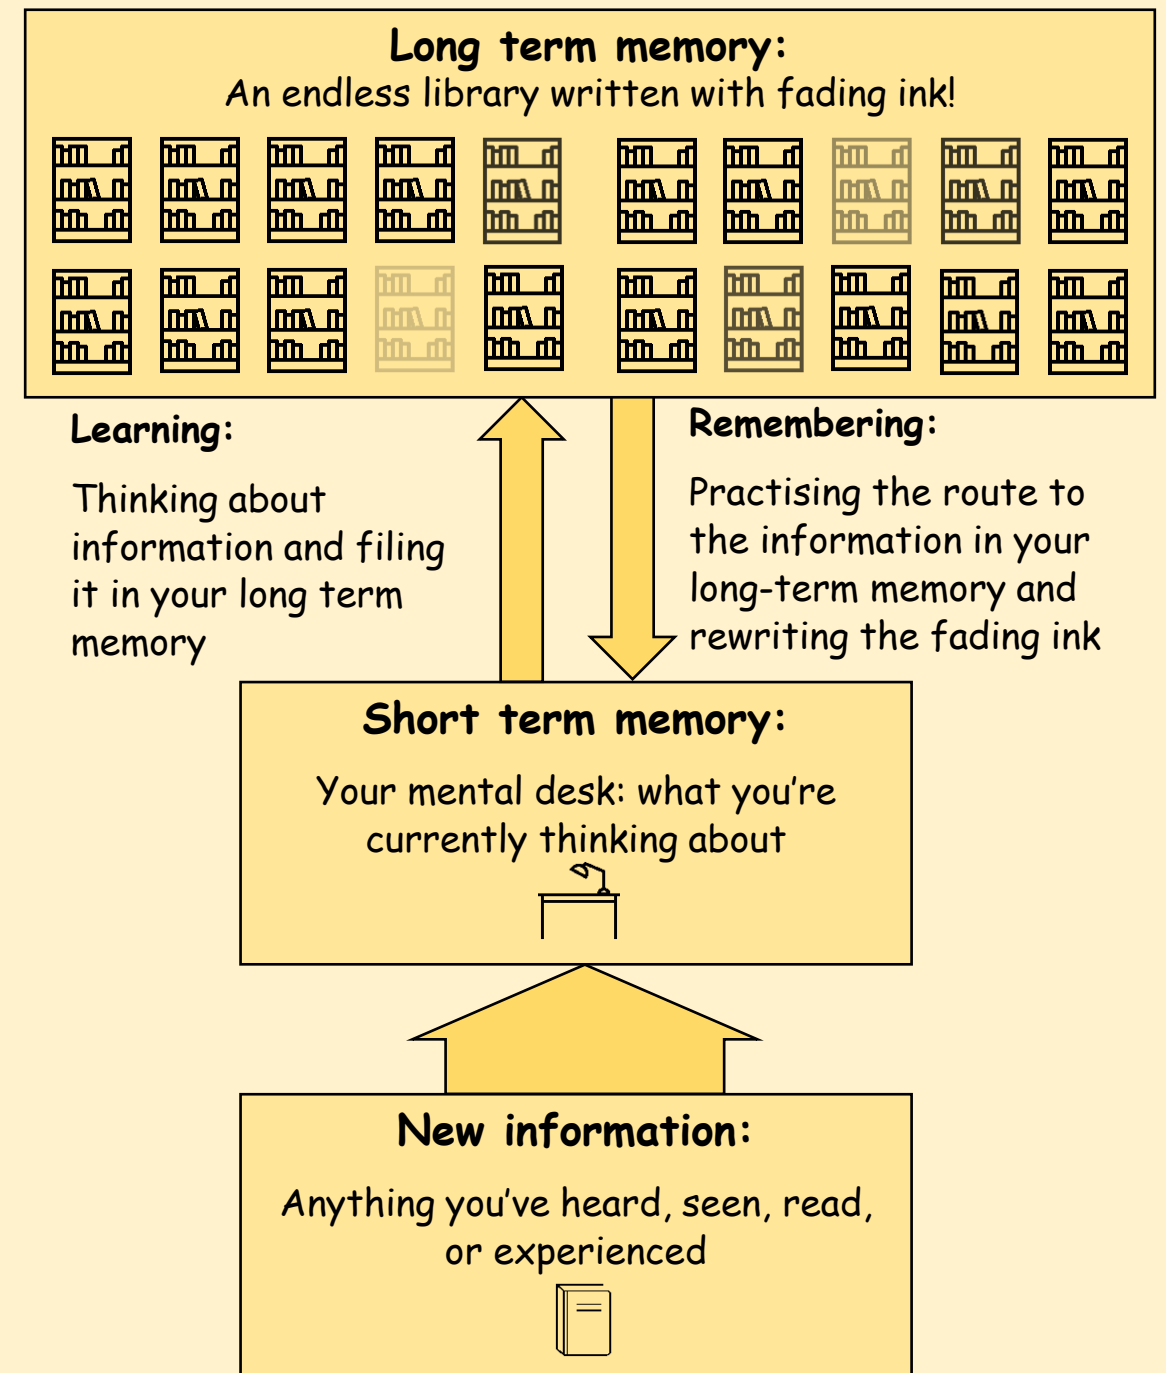 Long term memory:
An endless library written with fading ink!
Learning:
Thinking about
information and filing
it in your long term
memory
Remembering:
Practising the route to
the information in your
long-term memory and
rewriting the fading ink
Short term memory:
Your mental desk: what you’re
currently thinking about
New information:
Anything you’ve heard, seen, read,
or experienced